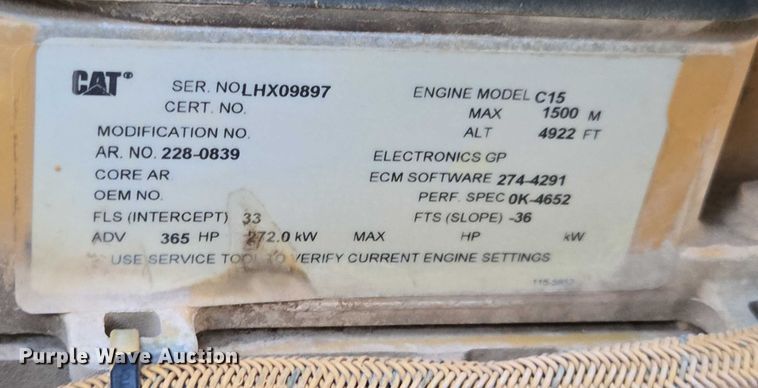 CAT® SER. NO LHX09897 ENGINE MODEL C15
CERT. NO. MAX 1500 M
MODIFICATION NO. ALT 4922 FT
AR. NO. 228-0839 ELECTRONICS GP
CORE AR ECM SOFTWARE 274-4291
OEM NO. PERF. SPEC 0K-4652
FLS (INTERCEPT) 33 FTS (SLOPE) -36
ADV 365 HP 272.0 kW MAX HP kW
USE SERVICE TOOL TO VERIFY CURRENT ENGINE SETTINGS
Purple Wave Auction